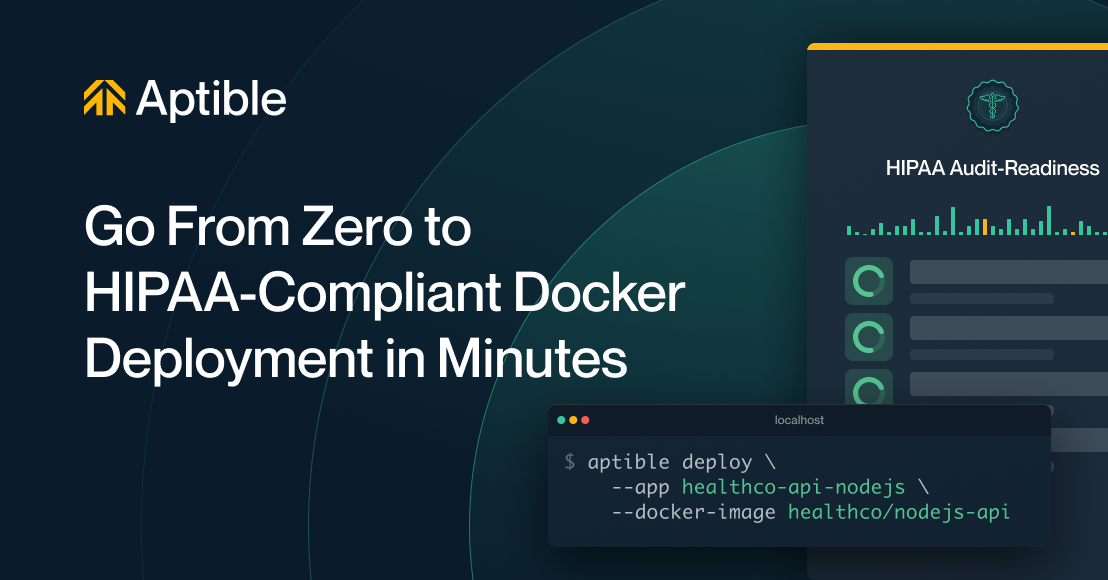 Aptible
Go From Zero to
HIPAA-Compliant Docker
Deployment in Minutes
HIPAA Audit-Readiness
localhost
$ aptible deploy \
--app healthco-api-nodejs \
--docker-image healthco/nodejs-api